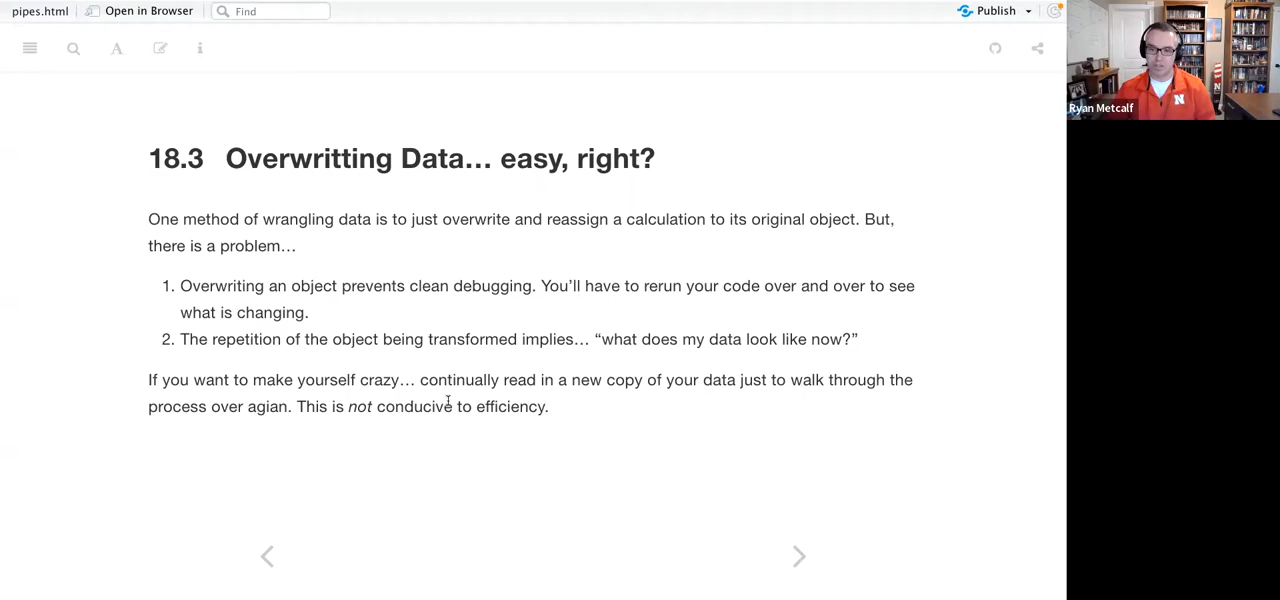 pipes.html Open in Browser Find Publish
Ryan Metcalf
N
18.3 Overwritting Data... easy, right?
One method of wrangling data is to just overwrite and reassign a calculation to its original object. But,
there is a problem...
1. Overwriting an object prevents clean debugging. You'll have to rerun your code over and over to see
what is changing.
2. The repetition of the object being transformed implies... "what does my data look like now?"
If you want to make yourself crazy... continually read in a new copy of your data just to walk through the
process over agian. This is not conducive to efficiency.